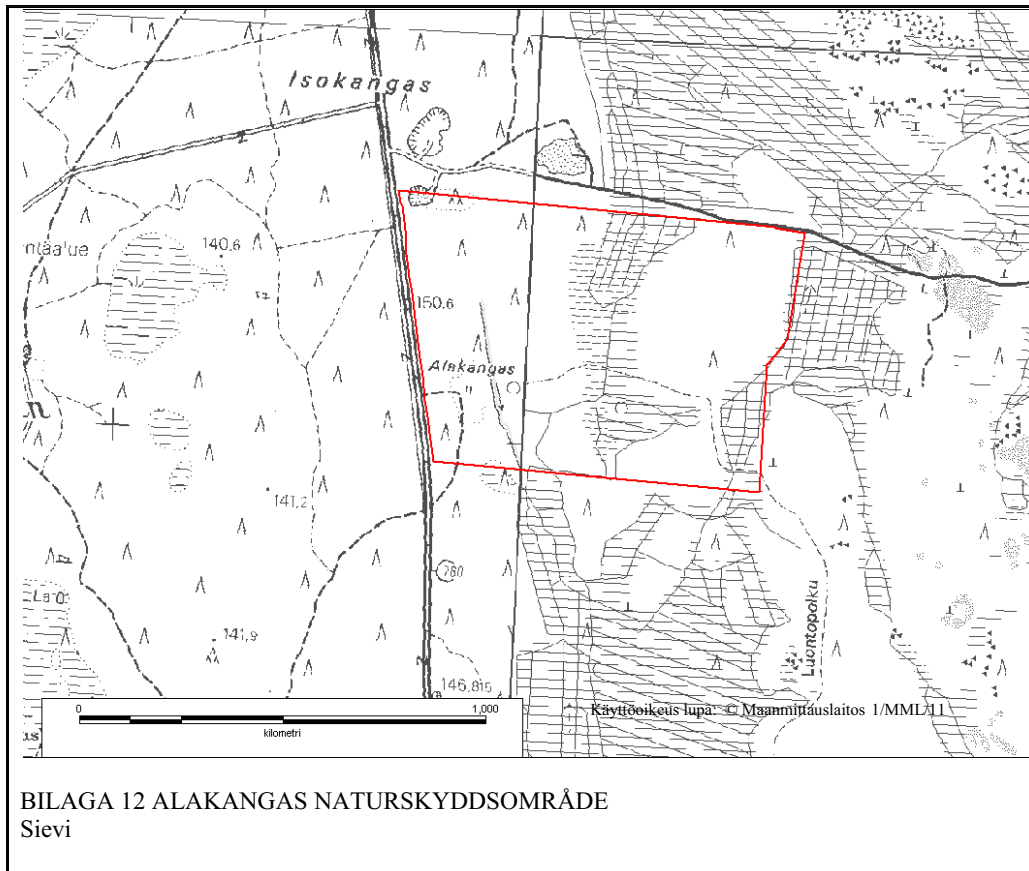 Isokangas
140,6
150.6
Alakangas
141,2
780
141,9
Luontopolku
146,815
0 1,000
kilometri
Käyttöoikeus lupa: © Maanmittauslaitos 1/MML/11
BILAGA 12 ALAKANGAS NATURSKYDDSOMRÅDE
Sievi